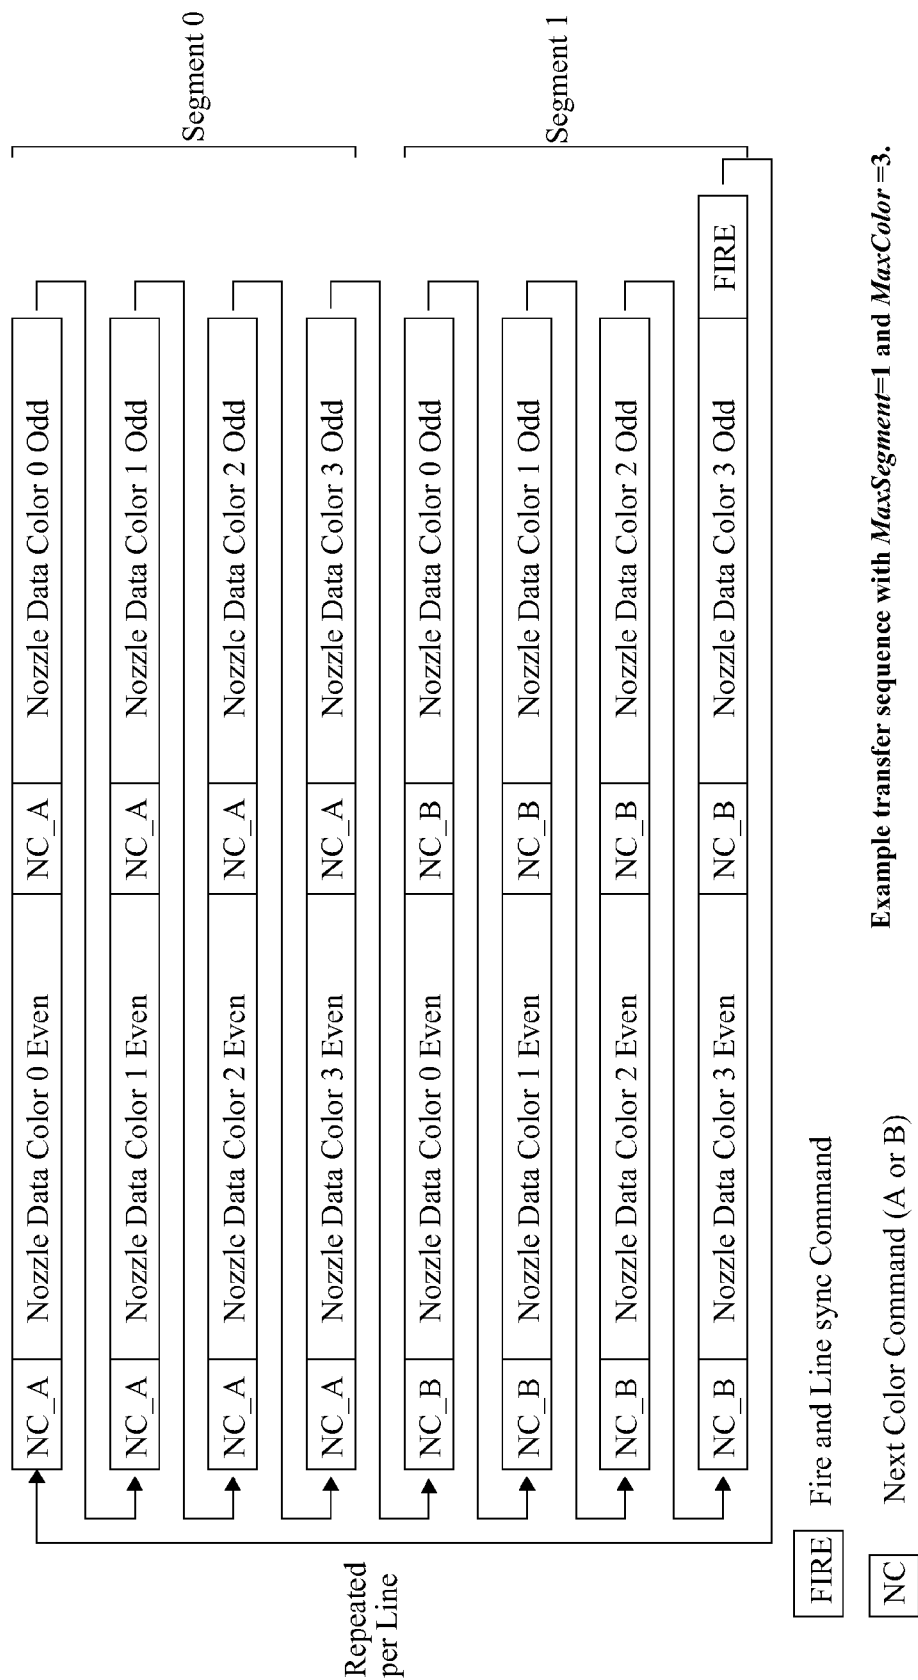 NC_A Nozzle Data Color 0 Even NC_A Nozzle Data Color 0 Odd
NC_A Nozzle Data Color 1 Even NC_A Nozzle Data Color 1 Odd
NC_A Nozzle Data Color 2 Even NC_A Nozzle Data Color 2 Odd
NC_A Nozzle Data Color 3 Even NC_A Nozzle Data Color 3 Odd
Segment 0
NC_B Nozzle Data Color 0 Even NC_B Nozzle Data Color 0 Odd
NC_B Nozzle Data Color 1 Even NC_B Nozzle Data Color 1 Odd
NC_B Nozzle Data Color 2 Even NC_B Nozzle Data Color 2 Odd
NC_B Nozzle Data Color 3 Even NC_B Nozzle Data Color 3 Odd FIRE
Segment 1
Repeated
per Line
FIRE Fire and Line sync Command
NC Next Color Command (A or B)
Example transfer sequence with MaxSegment=1 and MaxColor=3.